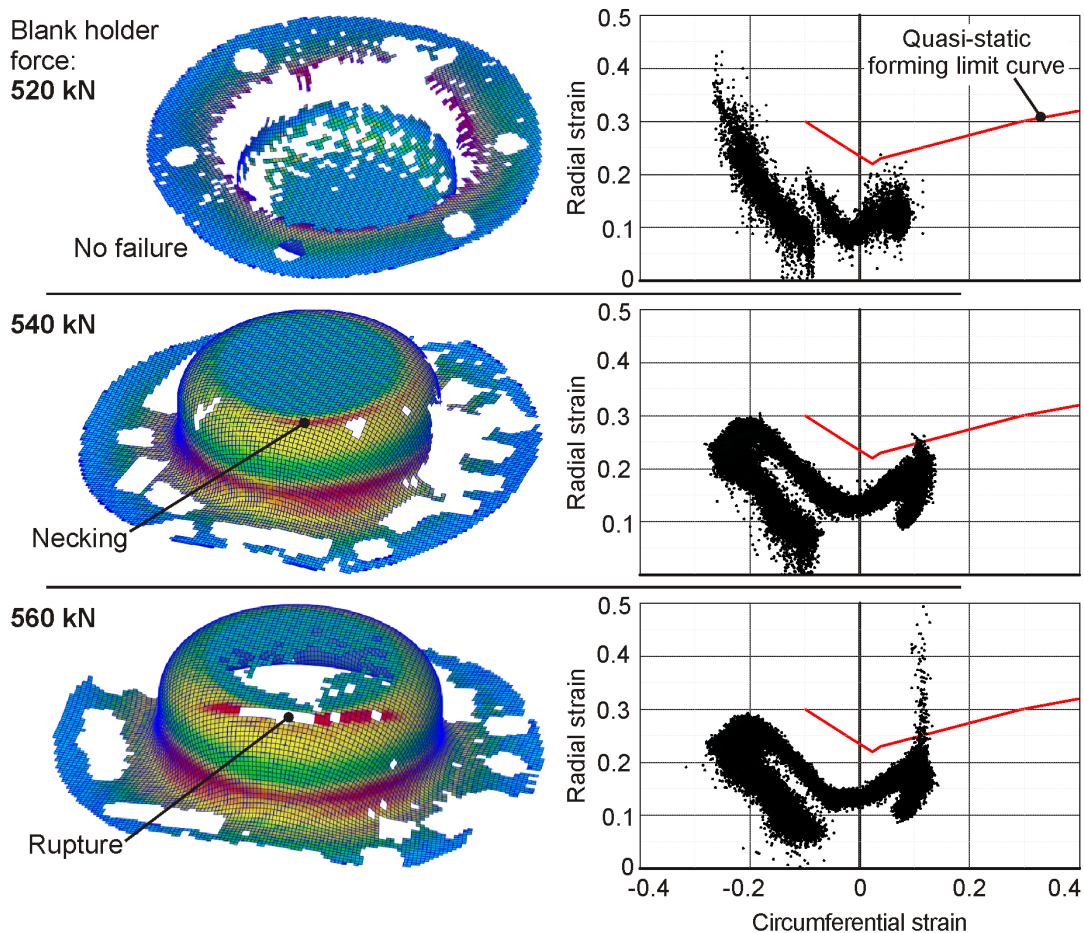 Blank holder
force:
520 kN
No failure
0.5
0.4
0.3
0.2
0.1
0
Radial strain
Quasi-static
forming limit curve
540 kN
Necking
0.5
0.4
0.3
0.2
0.1
Radial strain
560 kN
Rupture
0.5
0.4
0.3
0.2
0.1
0
Radial strain
-0.4
-0.2
0
0.2
0.4
Circumferential strain